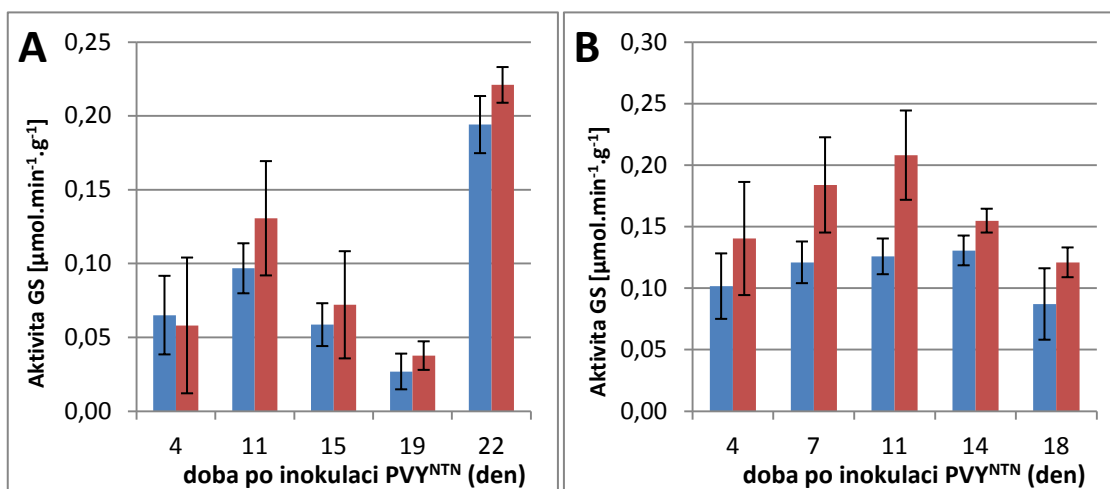 A
Aktivita GS [µmol.min⁻¹.g⁻¹]
0,25
0,20
0,15
0,10
0,05
0,00
4 11 15 19 22
doba po inokulaci PVYᴺᵀᴺ (den)
B
Aktivita GS [µmol.min⁻¹.g⁻¹]
0,30
0,25
0,20
0,15
0,10
0,05
0,00
4 7 11 14 18
doba po inokulaci PVYᴺᵀᴺ (den)